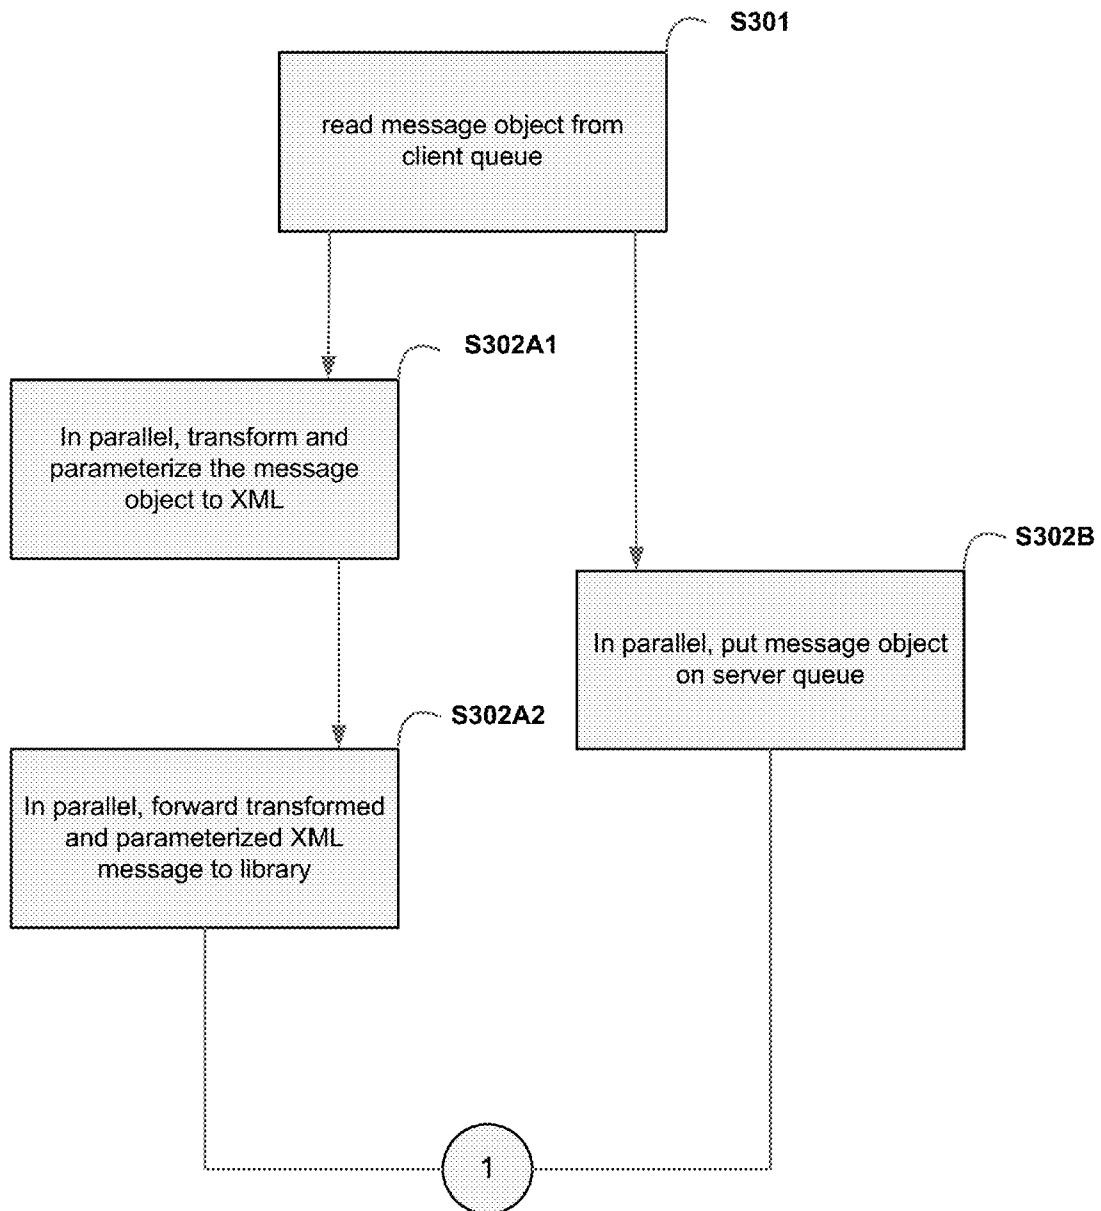 S301
read message object from
client queue
S302A1
In parallel, transform and
parameterize the message
object to XML
S302B
In parallel, put message object
on server queue
S302A2
In parallel, forward transformed
and parameterized XML
message to library
1